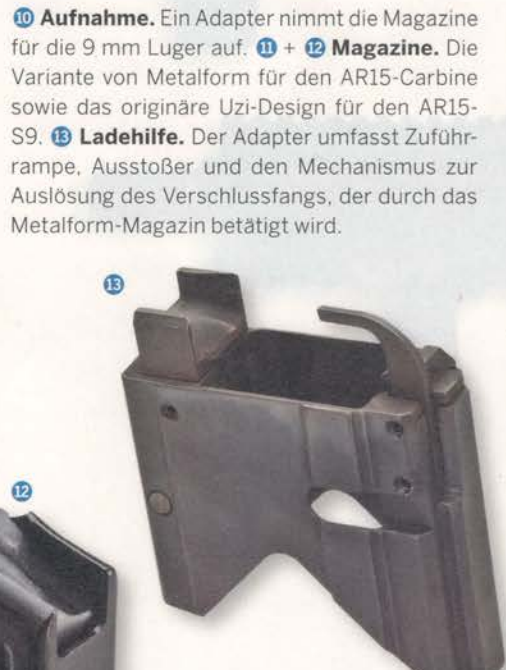 ⑩ Aufnahme. Ein Adapter nimmt die Magazine
für die 9 mm Luger auf. ⑪ + ⑫ Magazine. Die
Variante von Metalform für den AR15-Carbine
sowie das originäre Uzi-Design für den AR15-
S9. ⑬ Ladehilfe. Der Adapter umfasst Zuführ-
rampe, Ausstoßer und den Mechanismus zur
Auslösung des Verschlussfangs, der durch das
Metalform-Magazin betätigt wird.
⑬
⑫